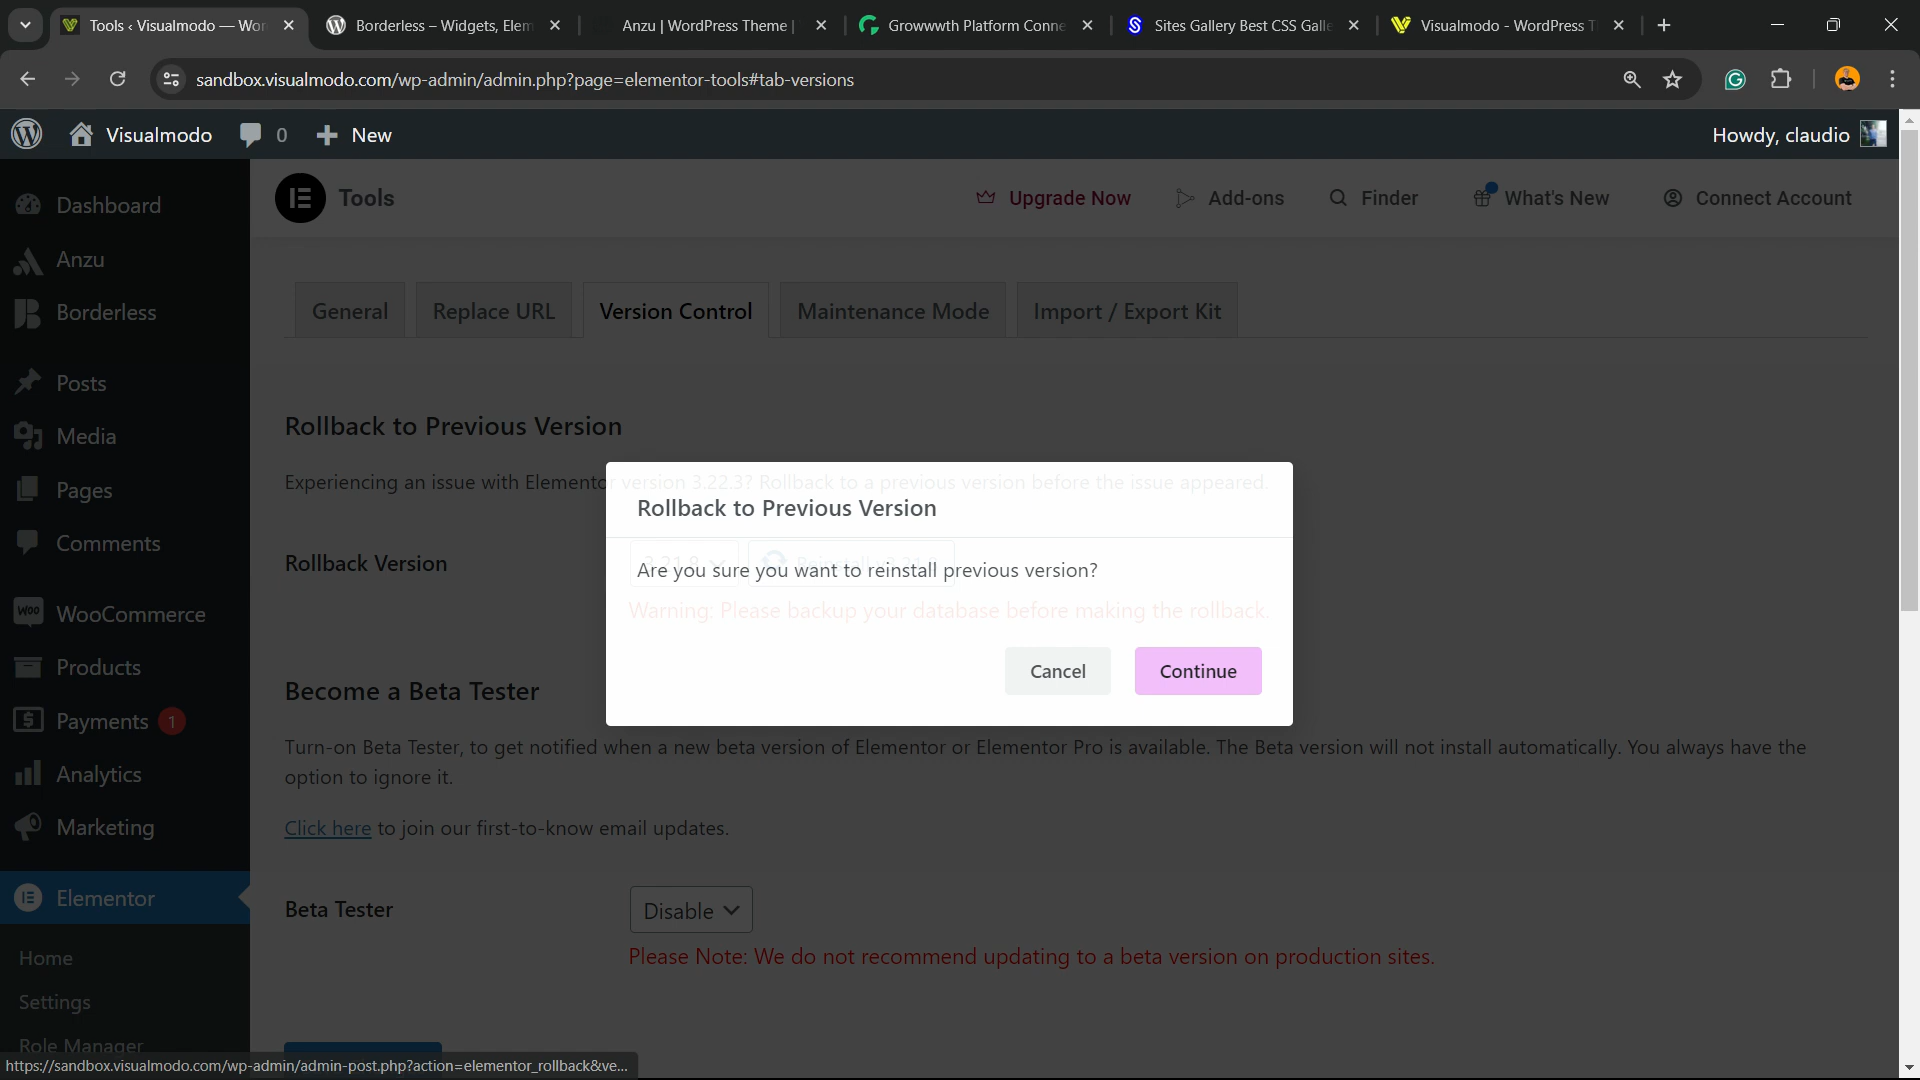 Tools ‹ Visualmodo — Wor
Borderless – Widgets, Elem
Anzu | WordPress Theme |
Growwwth Platform Conne
Sites Gallery Best CSS Galle
Visualmodo - WordPress T
sandbox.visualmodo.com/wp-admin/admin.php?page=elementor-tools#tab-versions
Visualmodo
0
New
Howdy, claudio
Dashboard
Anzu
Borderless
Posts
Media
Pages
Comments
WOO
WooCommerce
Products
Payments
1
Analytics
Marketing
Elementor
Home
Settings
Role Manager
Tools
Upgrade Now
Add-ons
Finder
What's New
Connect Account
General
Replace URL
Version Control
Maintenance Mode
Import / Export Kit
Rollback to Previous Version
Experiencing an issue with Elementor version 3.22.3? Rollback to a previous version before the issue appeared.
Rollback to Previous Version
Rollback Version
Are you sure you want to reinstall previous version?
Warning: Please backup your database before making the rollback.
Cancel
Continue
Become a Beta Tester
Turn-on Beta Tester, to get notified when a new beta version of Elementor or Elementor Pro is available. The Beta version will not install automatically. You always have the
option to ignore it.
Click here to join our first-to-know email updates.
Beta Tester
Disable
Please Note: We do not recommend updating to a beta version on production sites.
https://sandbox.visualmodo.com/wp-admin/admin-post.php?action=elementor_rollback&ve...